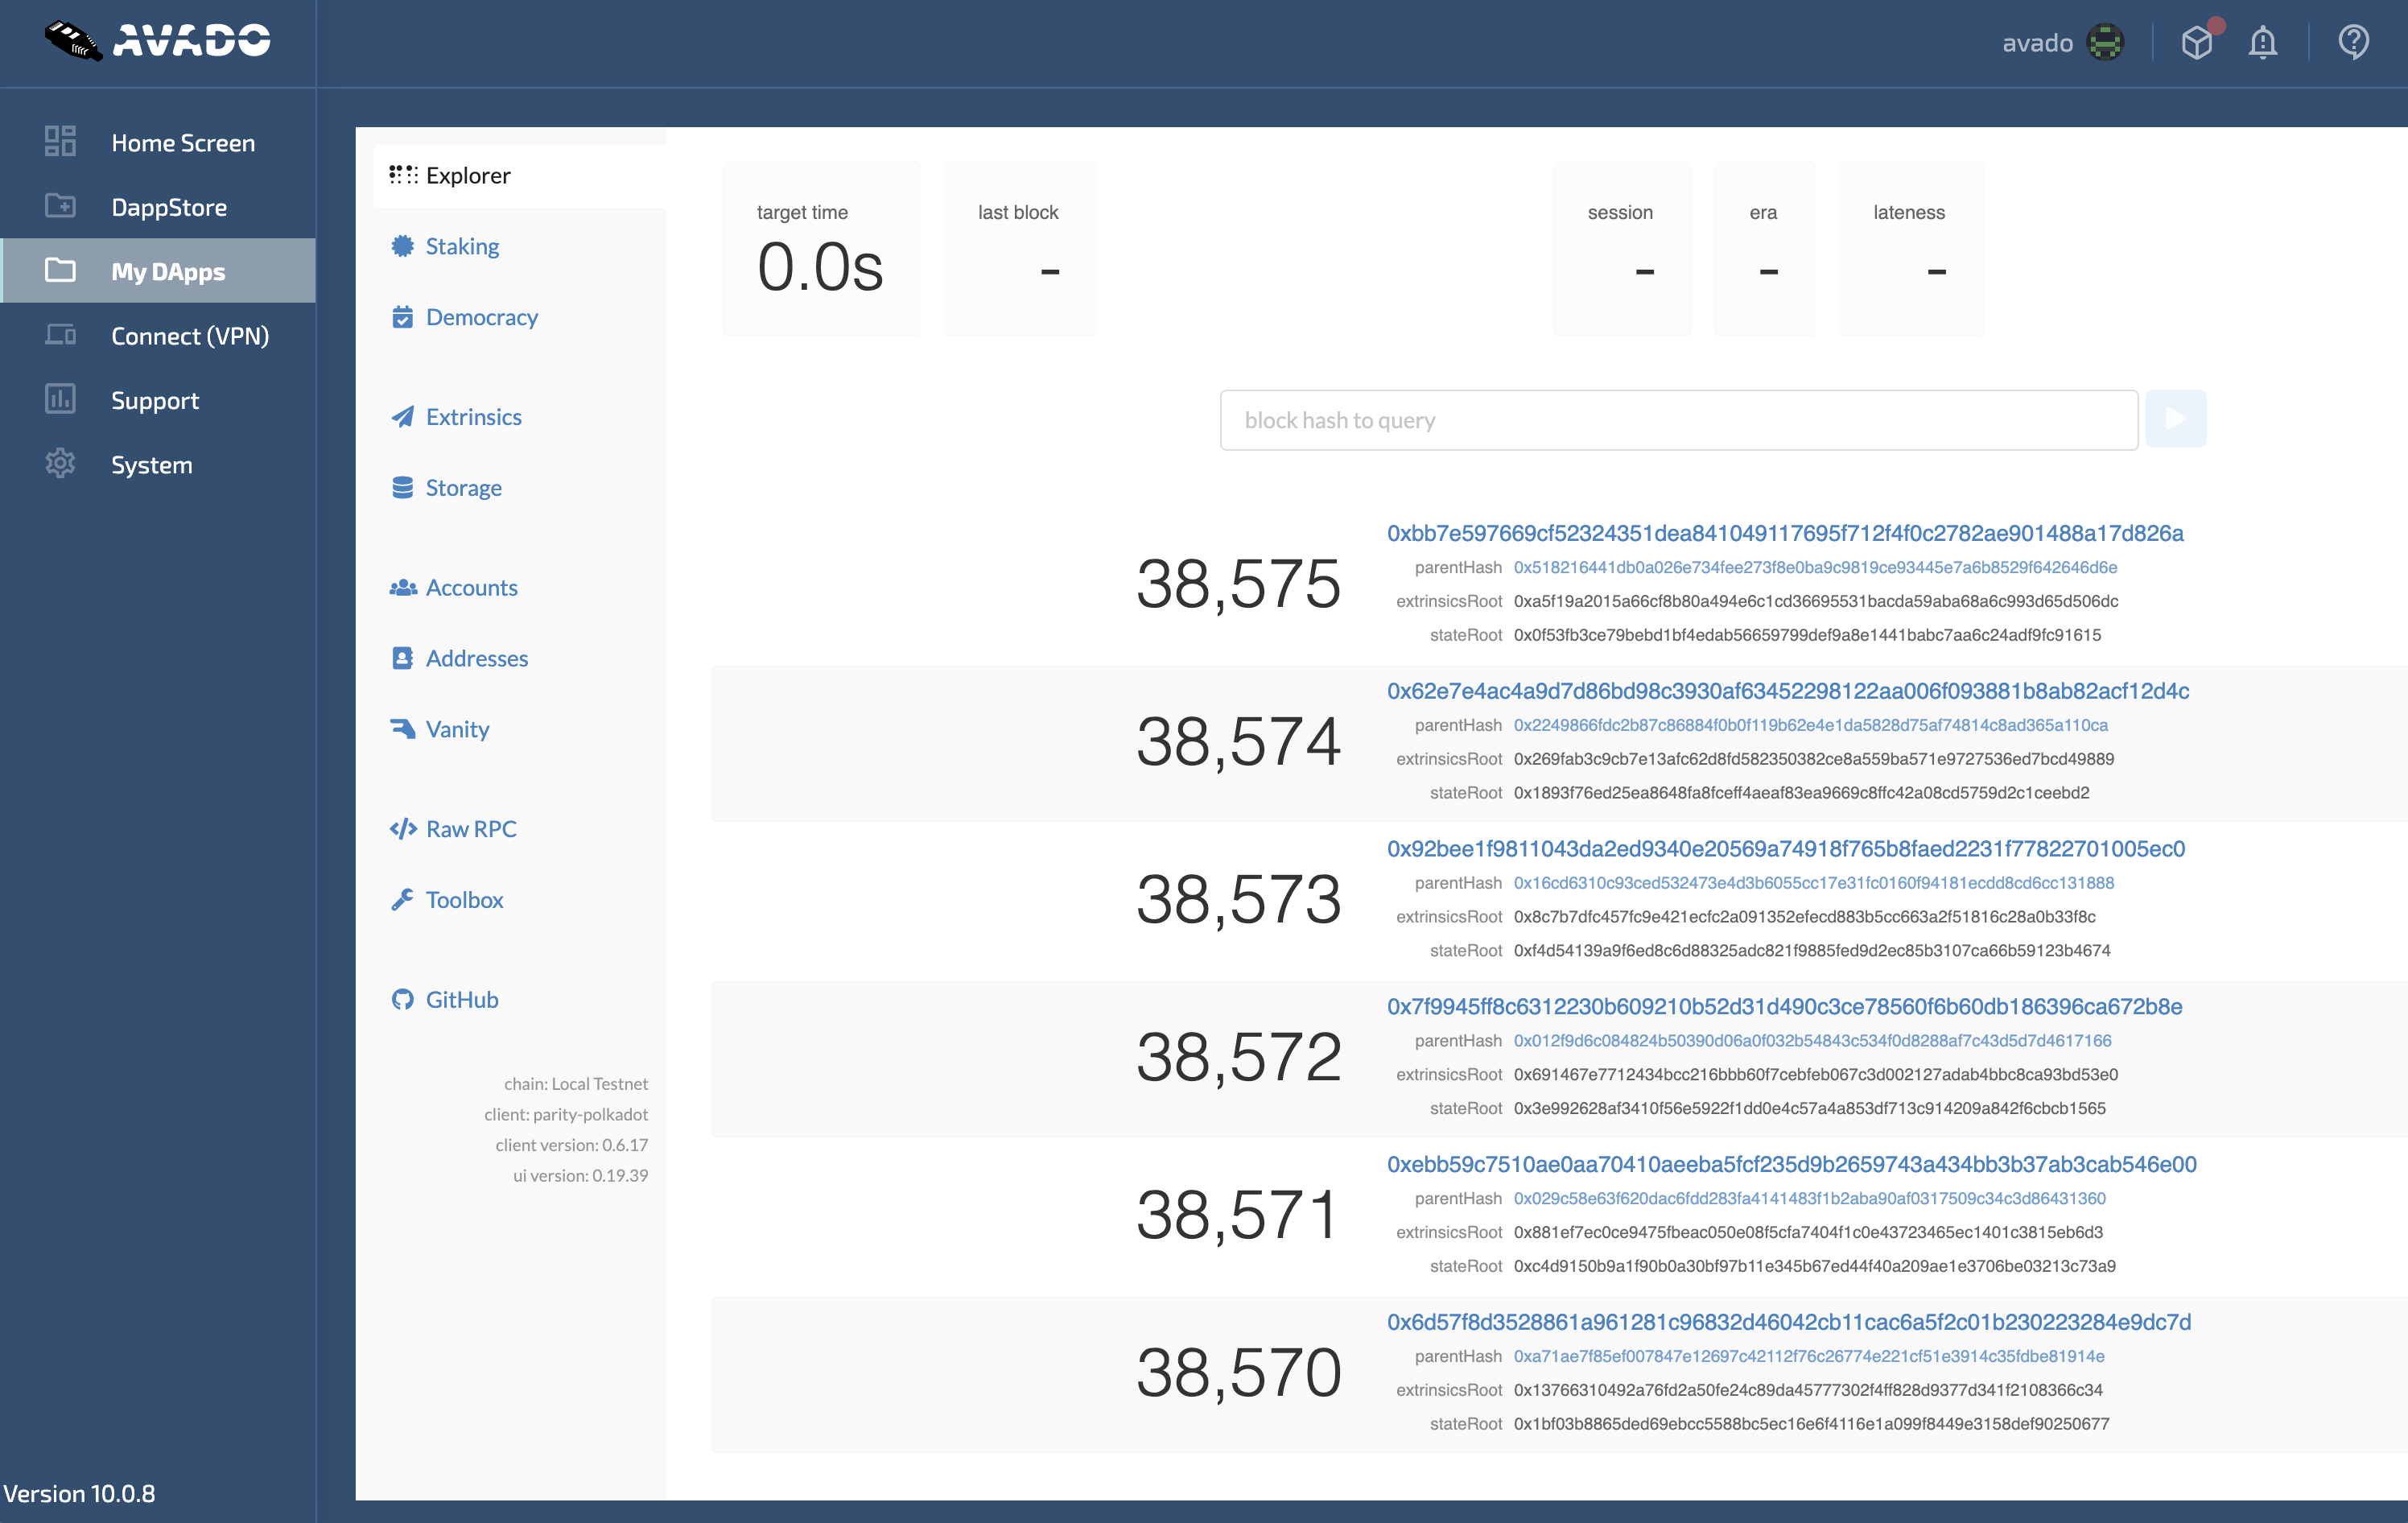 AVADO
avado
Home Screen
DappStore
My DApps
Connect (VPN)
Support
System
Version 10.0.8
Explorer
Staking
Democracy
Extrinsics
Storage
Accounts
Addresses
Vanity
Raw RPC
Toolbox
GitHub
chain: Local Testnet
client: parity-polkadot
client version: 0.6.17
ui version: 0.19.39
target time
0.0s
last block
-
session
-
era
-
lateness
-
block hash to query
38,575
0xbb7e597669cf52324351dea841049117695f712f4f0c2782ae901488a17d826a
parentHash 0x518216441db0a026e734fee273f8e0ba9c9819ce93445e7a6b8529f642646d6e
extrinsicsRoot 0xa5f19a2015a66cf8b80a494e6c1cd36695531bacda59aba68a6c993d65d506dc
stateRoot 0x0f53fb3ce79bebd1bf4edab56659799def9a8e1441babc7aa6c24adf9fc91615
38,574
0x62e7e4ac4a9d7d86bd98c3930af63452298122aa006f093881b8ab82acf12d4c
parentHash 0x2249866fdc2b87c86884f0b0f119b62e4e1da5828d75af74814c8ad365a110ca
extrinsicsRoot 0x269fab3c9cb7e13afc62d8fd582350382ce8a559ba571e9727536ed7bcd49889
stateRoot 0x1893f76ed25ea8648fa8fceff4aeaf83ea9669c8ffc42a08cd5759d2c1ceebd2
38,573
0x92bee1f9811043da2ed9340e20569a74918f765b8faed2231f77822701005ec0
parentHash 0x16cd6310c93ced532473e4d3b6055cc17e31fc0160f94181ecdd8cd6cc131888
extrinsicsRoot 0x8c7b7dfc457fc9e421ecfc2a091352efecd883b5cc663a2f51816c28a0b33f8c
stateRoot 0xf4d54139a9f6ed8c6d88325adc821f9885fed9d2ec85b3107ca66b59123b4674
38,572
0x7f9945ff8c6312230b609210b52d31d490c3ce78560f6b60db186396ca672b8e
parentHash 0x012f9d6c084824b50390d06a0f032b54843c534f0d8288af7c43d5d7d4617166
extrinsicsRoot 0x691467e7712434bcc216bbb60f7cebfeb067c3d002127adab4bbc8ca93bd53e0
stateRoot 0x3e992628af3410f56e5922f1dd0e4c57a4a853df713c914209a842f6cbcb1565
38,571
0xebb59c7510ae0aa70410aeeba5fcf235d9b2659743a434bb3b37ab3cab546e00
parentHash 0x029c58e63f620dac6fdd283fa4141483f1b2aba90af0317509c34c3d86431360
extrinsicsRoot 0x881ef7ec0ce9475fbeac050e08f5cfa7404f1c0e43723465ec1401c3815eb6d3
stateRoot 0xc4d9150b9a1f90b0a30bf97b11e345b67ed44f40a209ae1e3706be03213c73a9
38,570
0x6d57f8d3528861a961281c96832d46042cb11cac6a5f2c01b230223284e9dc7d
parentHash 0xa71ae7f85ef007847e12697c42112f76c26774e221cf51e3914c35fdbe81914e
extrinsicsRoot 0x13766310492a76fd2a50fe24c89da45777302f4ff828d9377d341f2108366c34
stateRoot 0x1bf03b8865ded69ebcc5588bc5ec16e6f4116e1a099f8449e3158def90250677